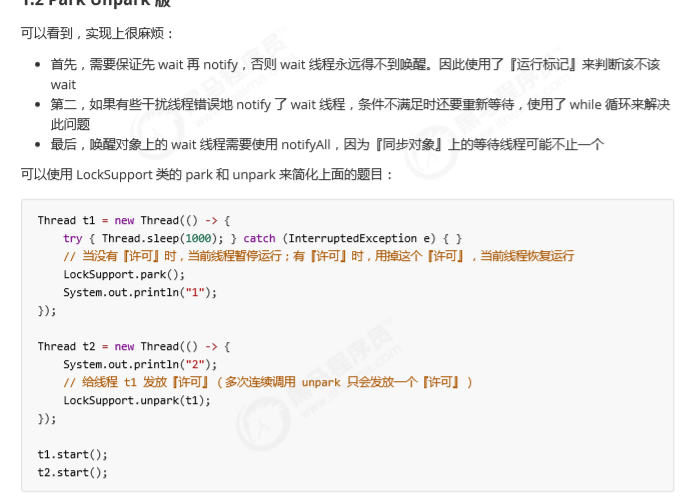 1.2 Park Unpark 版
可以看到，实现上很麻烦：
• 首先，需要保证先 wait 再 notify，否则 wait 线程永远得不到唤醒。因此使用了『运行标记』来判断该不该
wait
• 第二，如果有些干扰线程错误地 notify 了 wait 线程，条件不满足时还要重新等待，使用了 while 循环来解决
此问题
• 最后，唤醒对象上的 wait 线程需要使用 notifyAll，因为『同步对象』上的等待线程可能不止一个
可以使用 LockSupport 类的 park 和 unpark 来简化上面的题目：
Thread t1 = new Thread(() -> {
    try { Thread.sleep(1000); } catch (InterruptedException e) { }
    // 当没有『许可』时，当前线程暂停运行；有『许可』时，用掉这个『许可』，当前线程恢复运行
    LockSupport.park();
    System.out.println("1");
});
Thread t2 = new Thread(() -> {
    System.out.println("2");
    // 给线程 t1 发放『许可』（多次连续调用 unpark 只会发放一个『许可』）
    LockSupport.unpark(t1);
});
t1.start();
t2.start();